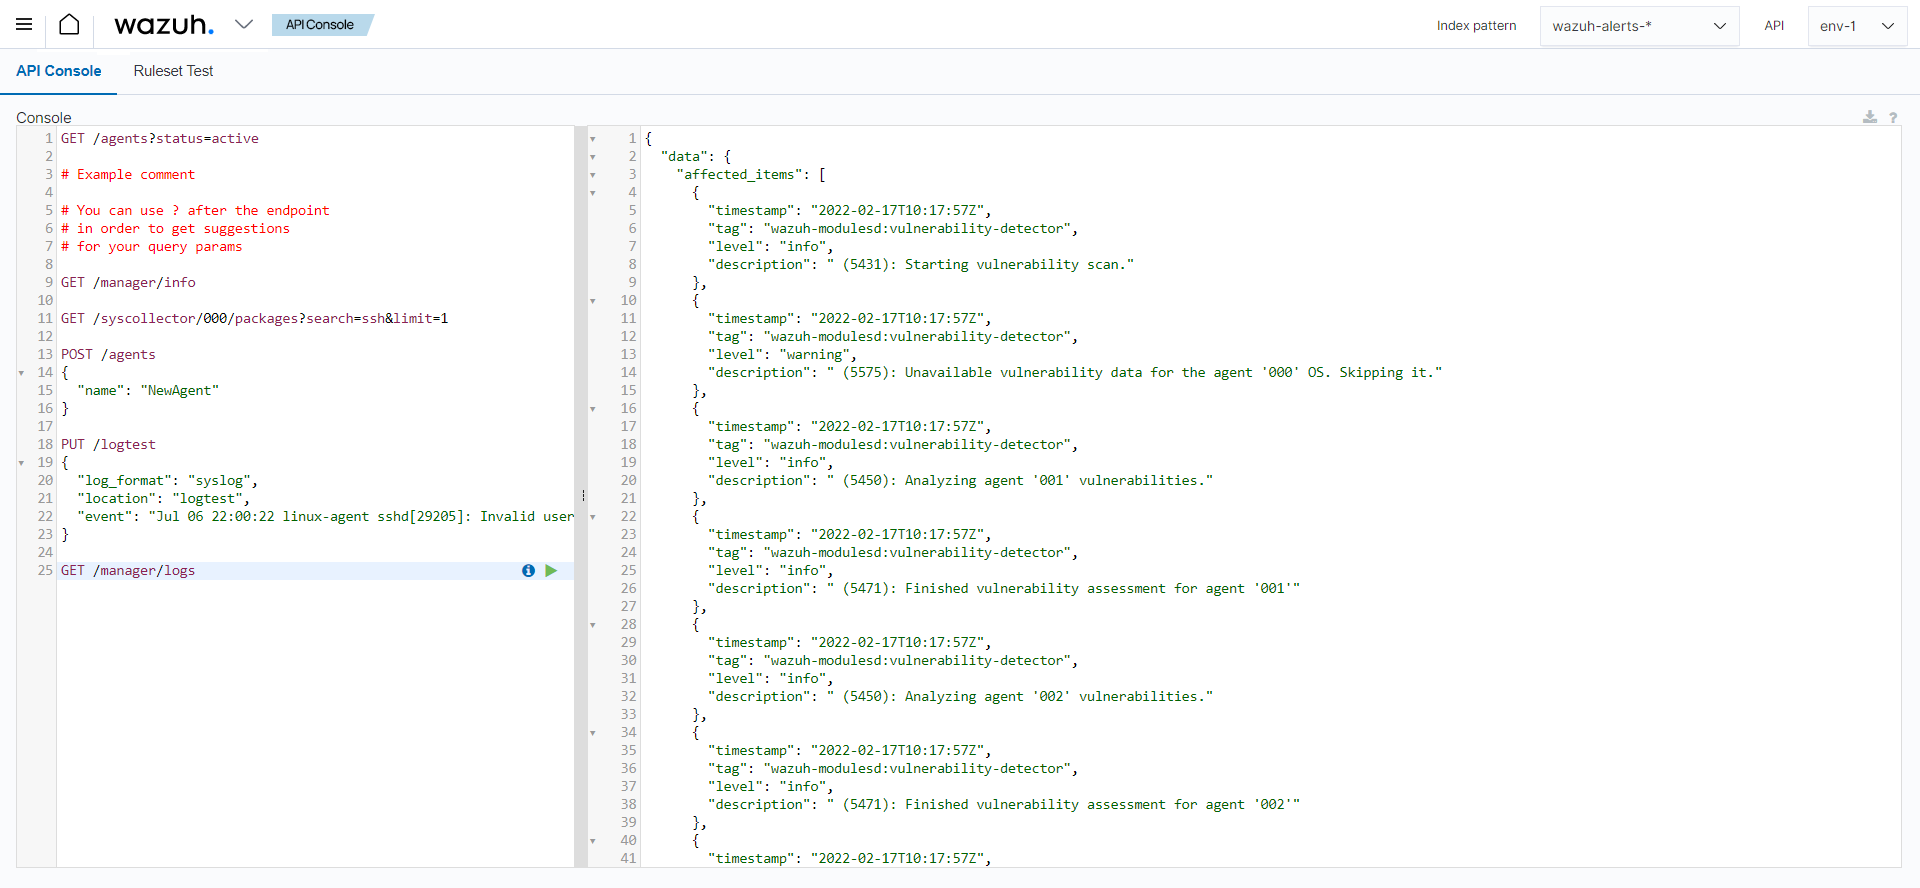 wazuh.
API Console
Index pattern
wazuh-alerts-*
API
env-1
API Console
Ruleset Test
Console
?
1 GET /agents?status=active
2
3 # Example comment
4
5 # You can use ? after the endpoint
6 # in order to get suggestions
7 # for your query params
8
9 GET /manager/info
10
11 GET /syscollector/000/packages?search=ssh&limit=1
12
13 POST /agents
14 {
15   "name": "NewAgent"
16 }
17
18 PUT /logtest
19 {
20   "log_format": "syslog",
21   "location": "logtest",
22   "event": "Jul 06 22:00:22 linux-agent sshd[29205]: Invalid user
23 }
24
25 GET /manager/logs
1 {
2   "data": {
3     "affected_items": [
4       {
5         "timestamp": "2022-02-17T10:17:57Z",
6         "tag": "wazuh-modulesd:vulnerability-detector",
7         "level": "info",
8         "description": " (5431): Starting vulnerability scan."
9       },
10       {
11         "timestamp": "2022-02-17T10:17:57Z",
12         "tag": "wazuh-modulesd:vulnerability-detector",
13         "level": "warning",
14         "description": " (5575): Unavailable vulnerability data for the agent '000' OS. Skipping it."
15       },
16       {
17         "timestamp": "2022-02-17T10:17:57Z",
18         "tag": "wazuh-modulesd:vulnerability-detector",
19         "level": "info",
20         "description": " (5450): Analyzing agent '001' vulnerabilities."
21       },
22       {
23         "timestamp": "2022-02-17T10:17:57Z",
24         "tag": "wazuh-modulesd:vulnerability-detector",
25         "level": "info",
26         "description": " (5471): Finished vulnerability assessment for agent '001'"
27       },
28       {
29         "timestamp": "2022-02-17T10:17:57Z",
30         "tag": "wazuh-modulesd:vulnerability-detector",
31         "level": "info",
32         "description": " (5450): Analyzing agent '002' vulnerabilities."
33       },
34       {
35         "timestamp": "2022-02-17T10:17:57Z",
36         "tag": "wazuh-modulesd:vulnerability-detector",
37         "level": "info",
38         "description": " (5471): Finished vulnerability assessment for agent '002'"
39       },
40       {
41         "timestamp": "2022-02-17T10:17:57Z",